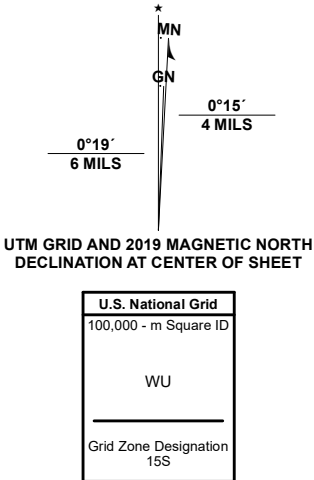 ★
MN
GN
0°15´
4 MILS
0°19´
6 MILS
UTM GRID AND 2019 MAGNETIC NORTH
DECLINATION AT CENTER OF SHEET
U.S. National Grid
100,000 - m Square ID
WU
Grid Zone Designation
15S